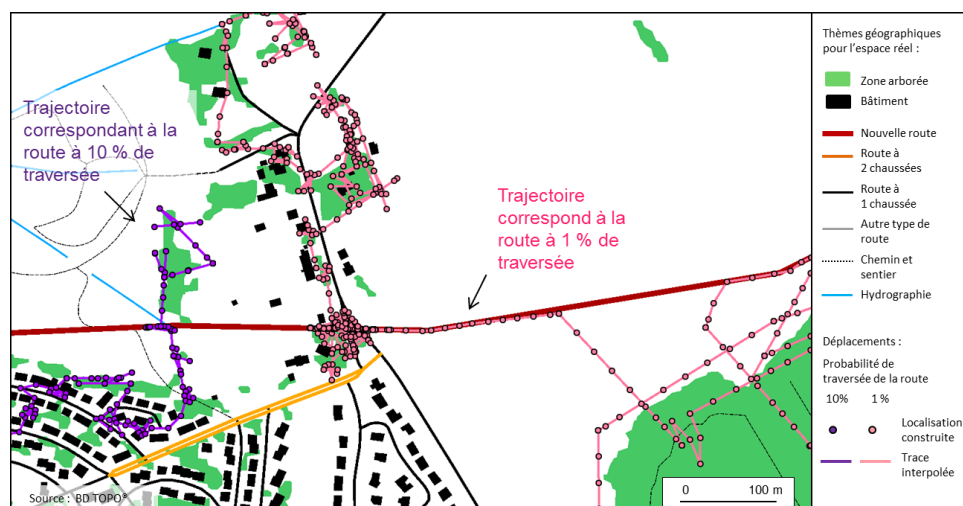 Trajectoire
correspondant à la
route à 10 % de
traversée
Trajectoire
correspond à la
route à 1 % de
traversée
Source : BD TOPO®
0 100 m
Thèmes géographiques
pour l'espace réel :
Zone arborée
Bâtiment
Nouvelle route
Route à
2 chaussées
Route à
1 chaussée
Autre type de
route
Chemin et
sentier
Hydrographie
Déplacements :
Probabilité de
traversée de la route
10% 1 %
Localisation
construite
Trace
interpolée